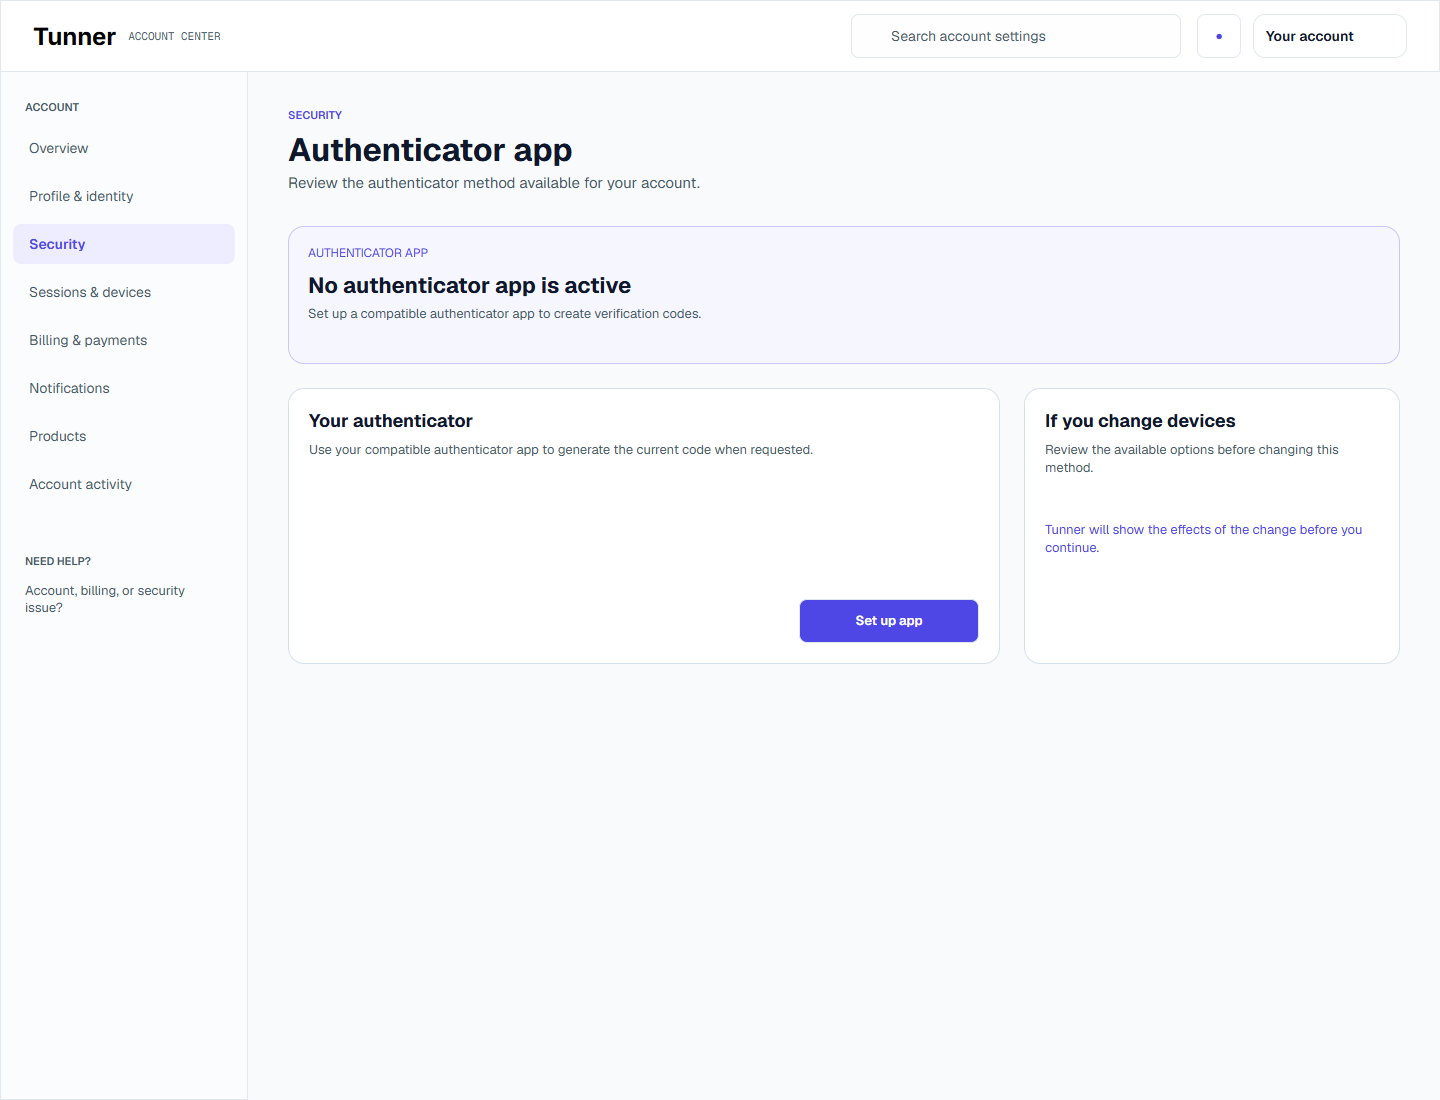 Tunner ACCOUNT CENTER
Search account settings
Your account
ACCOUNT
Overview
Profile & identity
Security
Sessions & devices
Billing & payments
Notifications
Products
Account activity
NEED HELP?
Account, billing, or security
issue?
SECURITY
Authenticator app
Review the authenticator method available for your account.
AUTHENTICATOR APP
No authenticator app is active
Set up a compatible authenticator app to create verification codes.
Your authenticator
Use your compatible authenticator app to generate the current code when requested.
Set up app
If you change devices
Review the available options before changing this
method.
Tunner will show the effects of the change before you
continue.